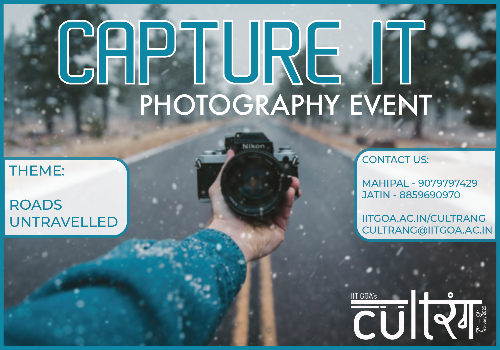 CAPTURE IT
PHOTOGRAPHY EVENT
Nikon
THEME:
ROADS
UNTRAVELLED
CONTACT US:
MAHIPAL - 9079797429
JATIN - 8859690970
IITGOA.AC.IN/CULTRANG
CULTRANG@IITGOA.AC.IN
IIT GOA's
cultरंग